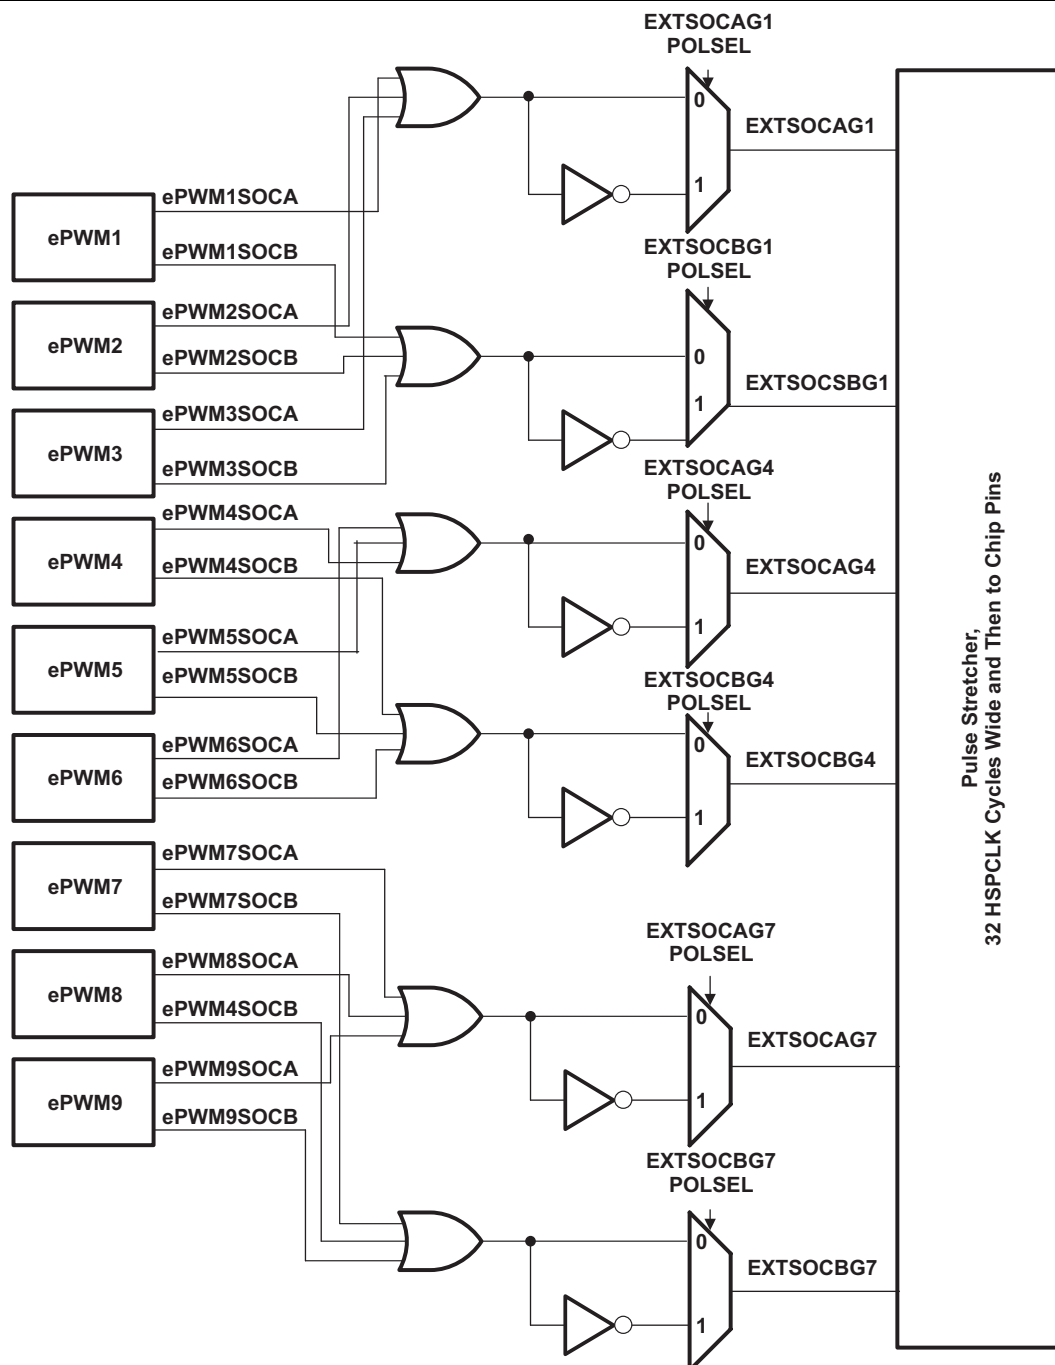 EXTSOCAG1
POLSEL
0
1
EXTSOCAG1
ePWM1
ePWM1SOCA
ePWM1SOCB
EXTSOCBG1
POLSEL
0
1
EXTSOCSBG1
ePWM2
ePWM2SOCA
ePWM2SOCB
ePWM3
ePWM3SOCA
ePWM3SOCB
EXTSOCAG4
POLSEL
0
1
EXTSOCAG4
ePWM4
ePWM4SOCA
ePWM4SOCB
ePWM5
ePWM5SOCA
ePWM5SOCB
EXTSOCBG4
POLSEL
0
1
EXTSOCBG4
ePWM6
ePWM6SOCA
ePWM6SOCB
ePWM7
ePWM7SOCA
ePWM7SOCB
EXTSOCAG7
POLSEL
0
1
EXTSOCAG7
ePWM8
ePWM8SOCA
ePWM4SOCB
ePWM9
ePWM9SOCA
ePWM9SOCB
EXTSOCBG7
POLSEL
0
1
EXTSOCBG7
Pulse Stretcher,
32 HSPCLK Cycles Wide and Then to Chip Pins